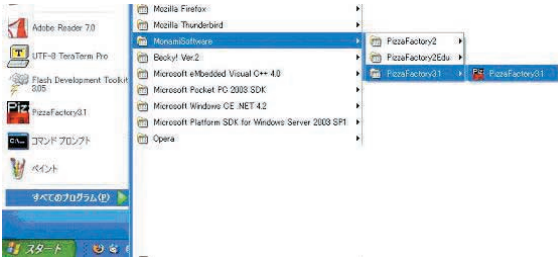 Adobe Reader 7.0
UTF-8 TeraTerm Pro
Flash Development Toolkit
3.05
PizzaFactory3.1
コマンド プロンプト
ペイント
すべてのプログラム(P)
スタート
Mozilla Firefox
Mozilla Thunderbird
MonamiSoftware
Becky! Ver.2
Microsoft eMbedded Visual C++ 4.0
Microsoft Pocket PC 2003 SDK
Microsoft Windows CE .NET 4.2
Microsoft Platform SDK for Windows Server 2003 SP1
Opera
PizzaFactory2
PizzaFactory2Edu
PizzaFactory3.1
PizzaFactory3.1